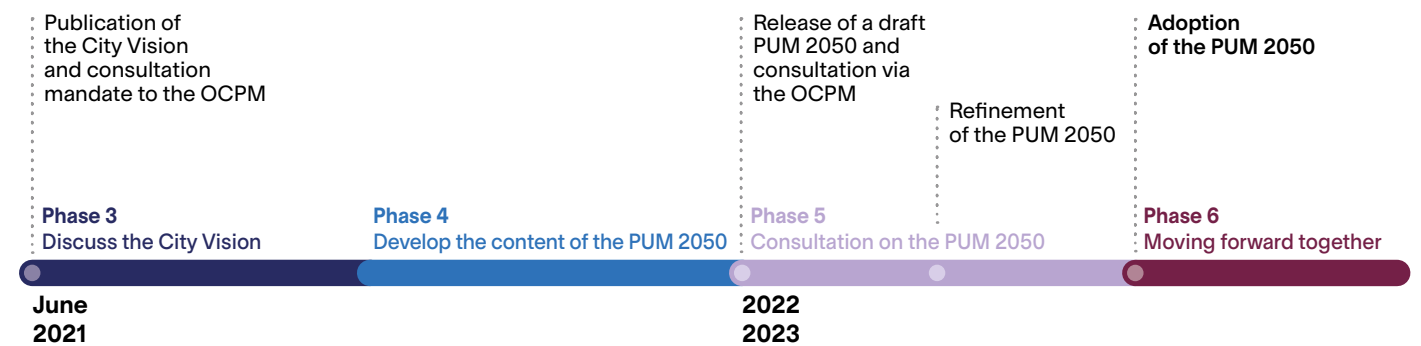 Publication of
the City Vision
and consultation
mandate to the OCPM
Release of a draft
PUM 2050 and
consultation via
the OCPM
Refinement
of the PUM 2050
Adoption
of the PUM 2050
Phase 3
Discuss the City Vision
Phase 4
Develop the content of the PUM 2050
Phase 5
Consultation on the PUM 2050
Phase 6
Moving forward together
June
2021
2022
2023